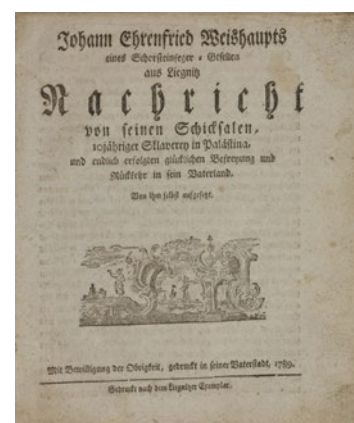 Johann Ehrenfried Weishaupts
eines Schorsteinfeger-Gesellen
aus Liegnitz
Nachricht
von seinen Schicksalen,
10jähriger Sklaverey in Palästina,
und endlich erfolgten glücklichen Befreyung und
Rückkehr in sein Vaterland.
Von ihm selbst aufgesetzt.
Mit Bewilligung der Obrigkeit, gedruckt in seiner Vaterstadt, 1789.
Gedruckt nach dem Liegnitzer Exemplar.